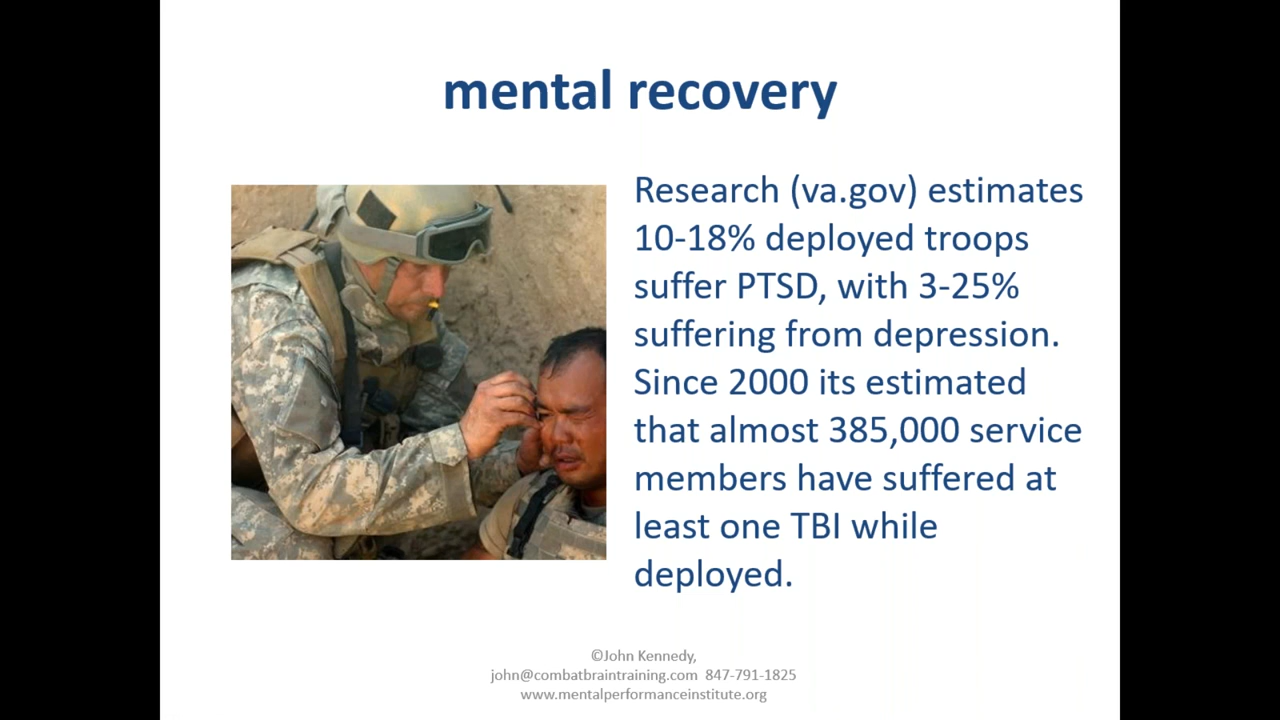 mental recovery
Research (va.gov) estimates
10-18% deployed troops
suffer PTSD, with 3-25%
suffering from depression.
Since 2000 its estimated
that almost 385,000 service
members have suffered at
least one TBI while
deployed.
©John Kennedy,
john@combatbraintraining.com 847-791-1825
www.mentalperformanceinstitute.org